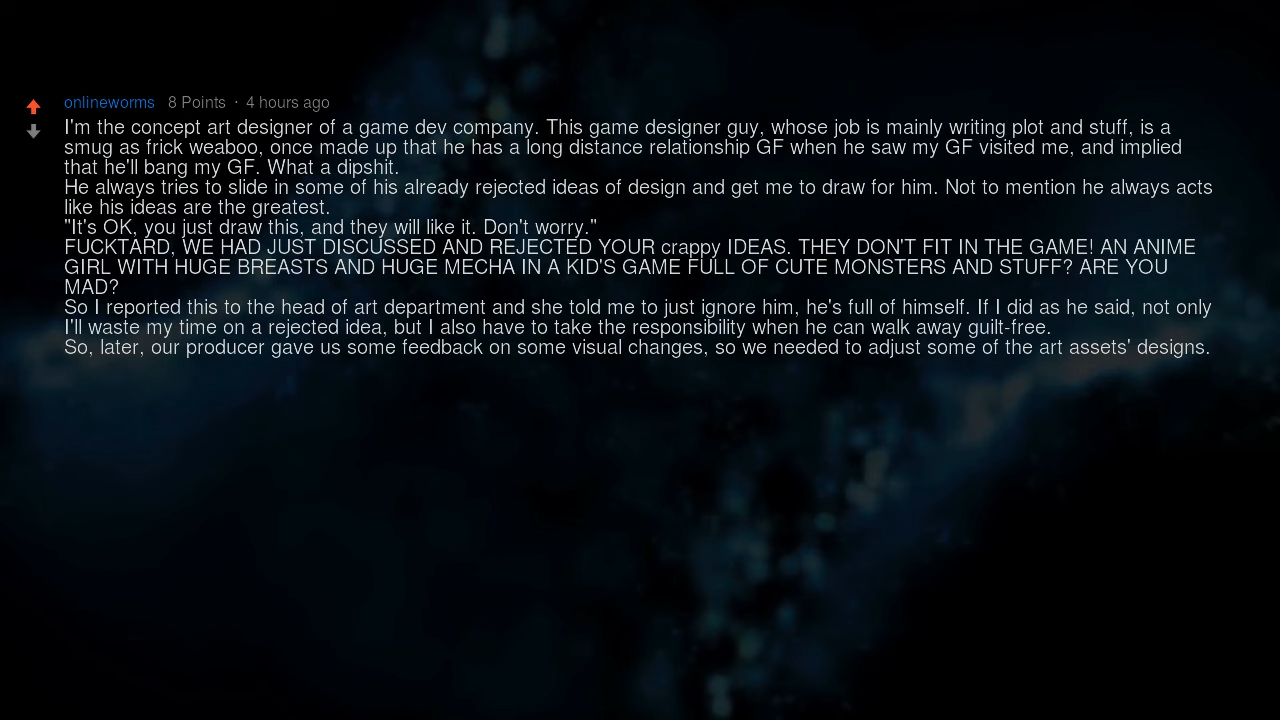 onlineworms 8 Points · 4 hours ago
I'm the concept art designer of a game dev company. This game designer guy, whose job is mainly writing plot and stuff, is a
smug as frick weaboo, once made up that he has a long distance relationship GF when he saw my GF visited me, and implied
that he'll bang my GF. What a dipshit.
He always tries to slide in some of his already rejected ideas of design and get me to draw for him. Not to mention he always acts
like his ideas are the greatest.
"It's OK, you just draw this, and they will like it. Don't worry."
FUCKTARD, WE HAD JUST DISCUSSED AND REJECTED YOUR crappy IDEAS. THEY DON'T FIT IN THE GAME! AN ANIME
GIRL WITH HUGE BREASTS AND HUGE MECHA IN A KID'S GAME FULL OF CUTE MONSTERS AND STUFF? ARE YOU
MAD?
So I reported this to the head of art department and she told me to just ignore him, he's full of himself. If I did as he said, not only
I'll waste my time on a rejected idea, but I also have to take the responsibility when he can walk away guilt-free.
So, later, our producer gave us some feedback on some visual changes, so we needed to adjust some of the art assets' designs.